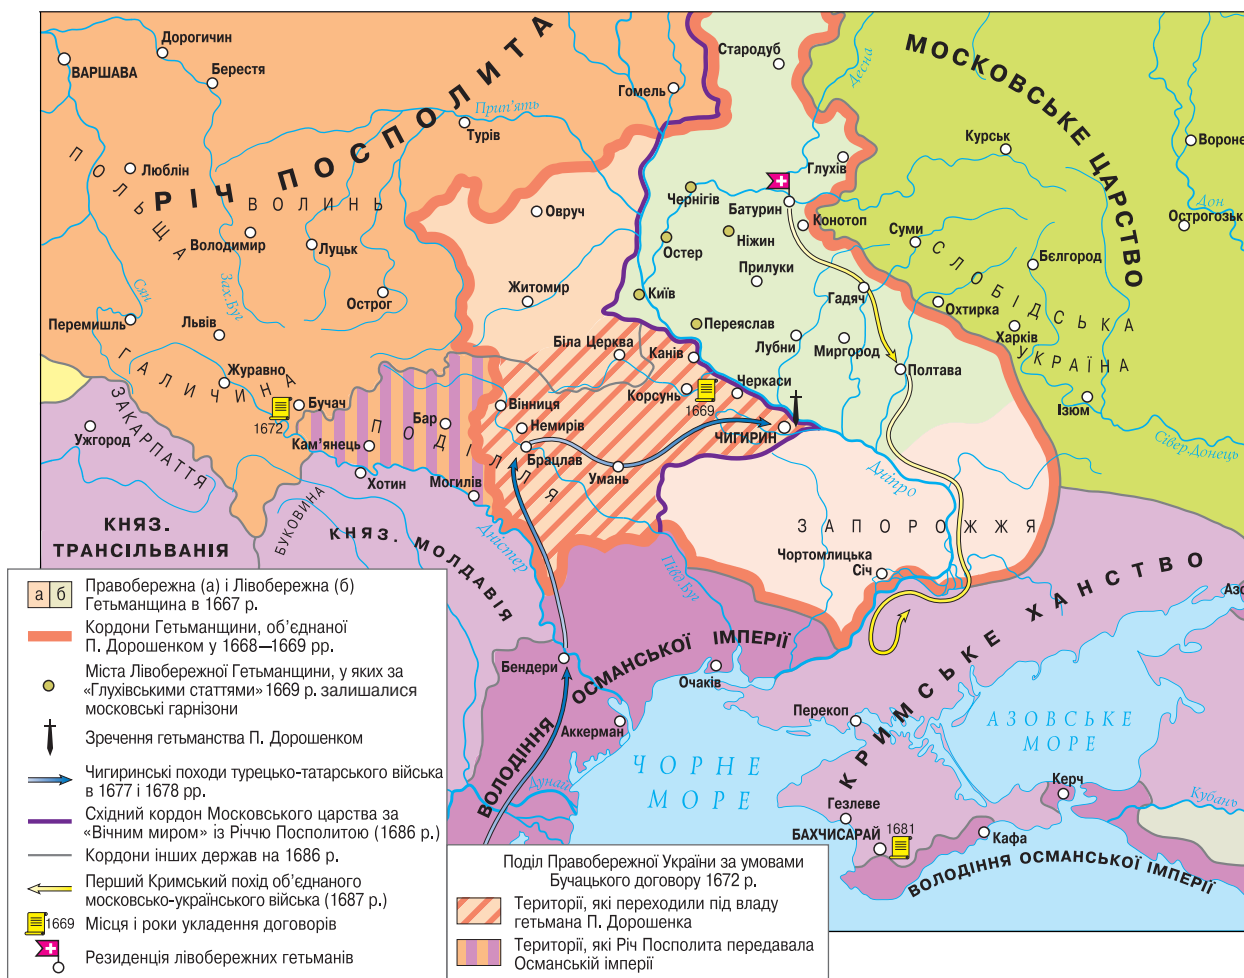 ВАРШАВА
Дорогичин
Берестя
РІЧ ПОСПОЛИТА
ПОЛЬЩА
Люблін
ВОЛИНЬ
Володимир
Луцьк
Острог
Зах.Буг
Сян
Перемишль
Львів
ГАЛИЧИНА
Журавно
Бучач
1672
Прип'ять
Турів
Гомель
Стародуб
Десна
МОСКОВСЬКЕ ЦАРСТВО
Курськ
Вороне
Дон
Острогозьк
Глухів
Чернігів
Батурин
Конотоп
Овруч
Остер
Ніжин
Суми
Прилуки
Бєлгород
СЛОБІДСЬКА УКРАЇНА
Житомир
Київ
Гадяч
Охтирка
Харків
Переяслав
Лубни
Миргород
Біла Церква
Канів
Полтава
Ізюм
Сівер.Донець
Корсунь
1669
Черкаси
ЧИГИРИН
Вінниця
Немирів
Бар
Брацлав
Умань
ПОДІЛЛЯ
Кам'янець
Хотин
Могилів
Дністер
Дніпро
ЗАКАРПАТТЯ
Ужгород
БУКОВИНА
КНЯЗ.
ТРАНСІЛЬВАНІЯ
КНЯЗ. МОЛДАВІЯ
Півд.Буг
ЗАПОРОЖЖЯ
Чортомлицька
Січ
ВОЛОДІННЯ ОСМАНСЬКОЇ ІМПЕРІЇ
Бендери
Очаків
Аккерман
Дунай
ЧОРНЕ
МОРЕ
КРИМСЬКЕ ХАНСТВО
Азо
Перекоп
АЗОВСЬКЕ
МОРЕ
Керч
Кубань
Гезлеве
БАХЧИСАРАЙ
1681
Кафа
ВОЛОДІННЯ ОСМАНСЬКОЇ ІМПЕРІЇ
а б
Правобережна (а) і Лівобережна (б)
Гетьманщина в 1667 р.
Кордони Гетьманщини, об'єднаної
П. Дорошенком у 1668—1669 рр.
Міста Лівобережної Гетьманщини, у яких за
«Глухівськими статтями» 1669 р. залишалися
московські гарнізони
Зречення гетьманства П. Дорошенком
Чигиринські походи турецько-татарського війська
в 1677 і 1678 рр.
Східний кордон Московського царства за
«Вічним миром» із Річчю Посполитою (1686 р.)
Кордони інших держав на 1686 р.
Перший Кримський похід об'єднаного
московсько-українського війська (1687 р.)
1669
Місця і роки укладення договорів
Резиденція лівобережних гетьманів
Поділ Правобережної України за умовами
Бучацького договору 1672 р.
Території, які переходили під владу
гетьмана П. Дорошенка
Території, які Річ Посполита передавала
Османській імперії